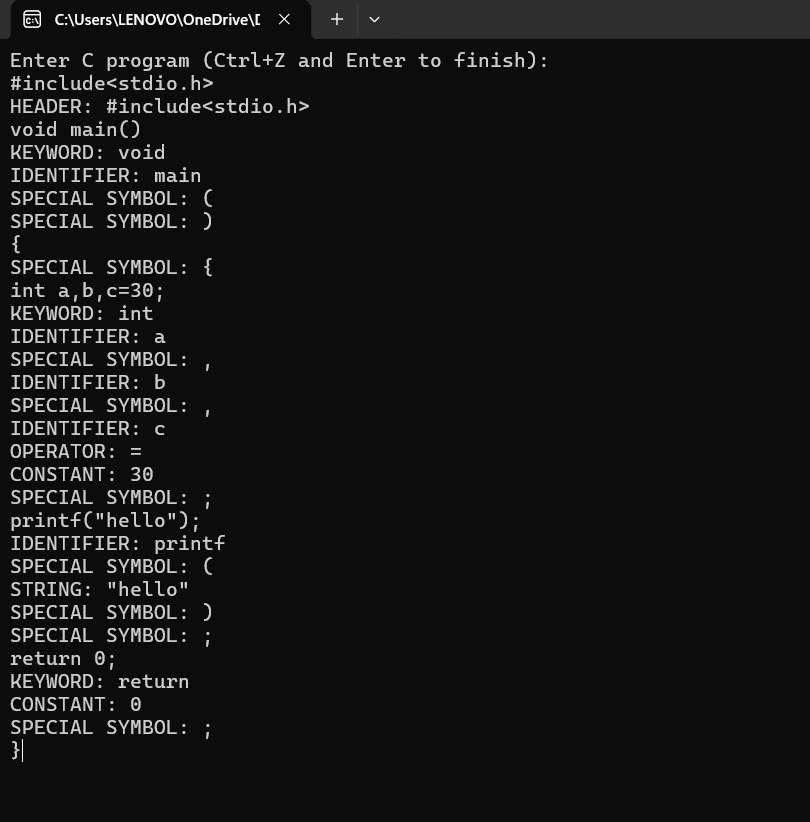 C:\Users\LENOVO\OneDrive\D
Enter C program (Ctrl+Z and Enter to finish):
#include<stdio.h>
HEADER: #include<stdio.h>
void main()
KEYWORD: void
IDENTIFIER: main
SPECIAL SYMBOL: (
SPECIAL SYMBOL: )
{
SPECIAL SYMBOL: {
int a,b,c=30;
KEYWORD: int
IDENTIFIER: a
SPECIAL SYMBOL: ,
IDENTIFIER: b
SPECIAL SYMBOL: ,
IDENTIFIER: c
OPERATOR: =
CONSTANT: 30
SPECIAL SYMBOL: ;
printf("hello");
IDENTIFIER: printf
SPECIAL SYMBOL: (
STRING: "hello"
SPECIAL SYMBOL: )
SPECIAL SYMBOL: ;
return 0;
KEYWORD: return
CONSTANT: 0
SPECIAL SYMBOL: ;
}